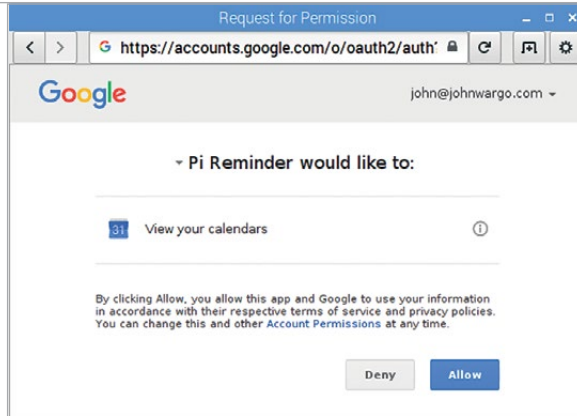 Request for Permission
https://accounts.google.com/o/oauth2/auth?
Google
john@johnwargo.com
Pi Reminder would like to:
31 View your calendars
By clicking Allow, you allow this app and Google to use your information
in accordance with their respective terms of service and privacy policies.
You can change this and other Account Permissions at any time.
Deny Allow